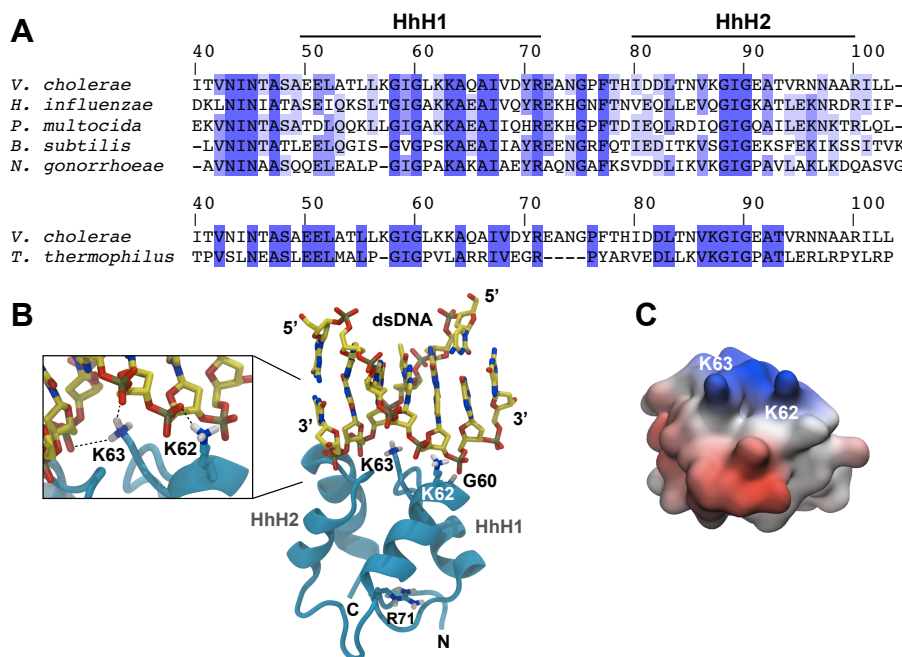 A
HhH1 HhH2
40 50 60 70 80 90 100
V. cholerae ITVNINTASAEELATLLKGIGLKKAQAIVDYREANGPFTHIDDLTNVKGIGEATVRNNAARILL-
H. influenzae DKLNINIATASEIQKSLTGIGAKKAEAIVQYREKHGNFTNVEQLLEVQGIGKATLEKNRDRIIF-
P. multocida EKVNINTASATDLQQKLLGIGAKKAEAIIQHREKHGPFTDIEQLRDIQGIGQAILEKNKTRLQL-
B. subtilis -LVNINTATLEELQGIS-GVGPSKAEAIIAYREENGRFQTIEDITKVSGIGEKSFEKIKSSITVK
N. gonorrhoeae -AVNINAASQQELEALP-GIGPAKAKAIAEYRAQNGAFKSVDDLIKVKGIGPAVLAKLKDQASVG
40 50 60 70 80 90 100
V. cholerae ITVNINTASAEELATLLKGIGLKKAQAIVDYREANGPFTHIDDLTNVKGIGEATVRNNAARILL
T. thermophilus TPVSLNEASLEELMALP-GIGPVLARRIVEGR----PYARVEDLLKVKGIGPATLERLRPYLRP
B
5’ dsDNA 5’
3’ 3’
K63 K62
K63 K62 G60
HhH2 HhH1
C R71 N
C
K63
K62